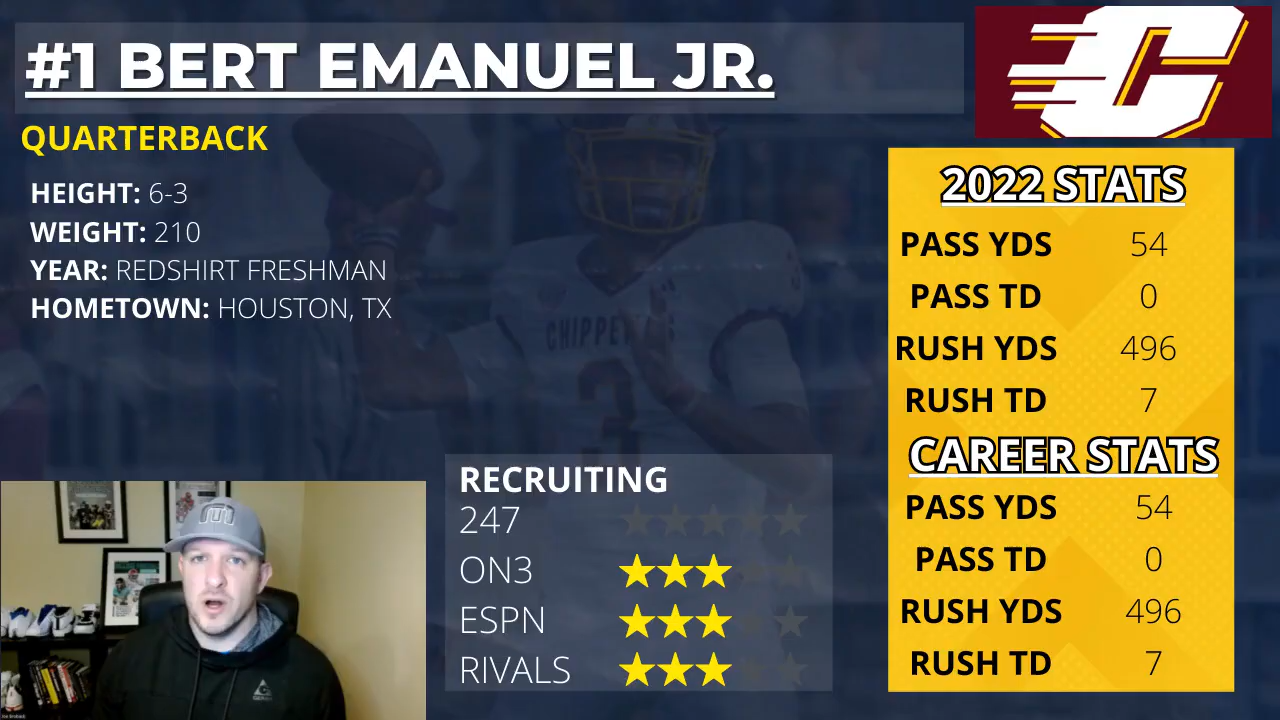 #1 BERT EMANUEL JR.
QUARTERBACK
HEIGHT: 6-3
WEIGHT: 210
YEAR: REDSHIRT FRESHMAN
HOMETOWN: HOUSTON, TX
2022 STATS
PASS YDS 54
PASS TD 0
RUSH YDS 496
RUSH TD 7
CAREER STATS
PASS YDS 54
PASS TD 0
RUSH YDS 496
RUSH TD 7
RECRUITING
247
ON3
ESPN
RIVALS
C
3